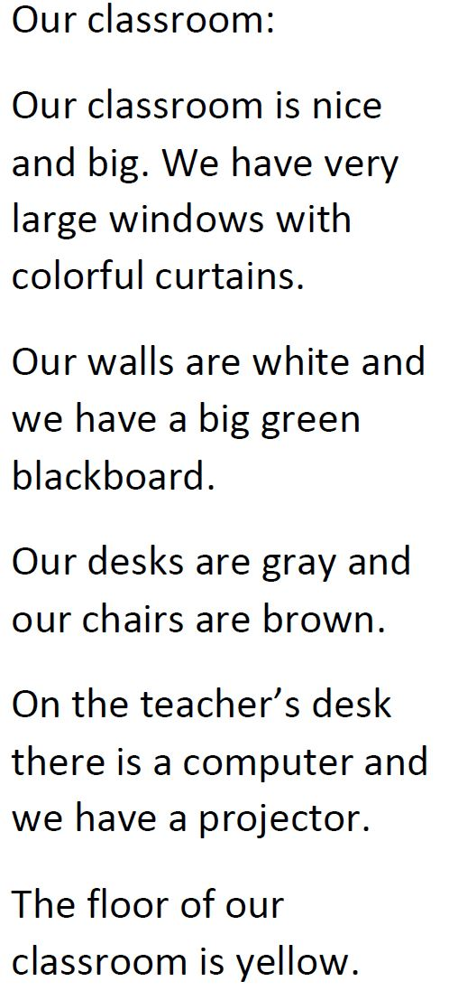 Our classroom:
Our classroom is nice
and big. We have very
large windows with
colorful curtains.
Our walls are white and
we have a big green
blackboard.
Our desks are gray and
our chairs are brown.
On the teacher’s desk
there is a computer and
we have a projector.
The floor of our
classroom is yellow.